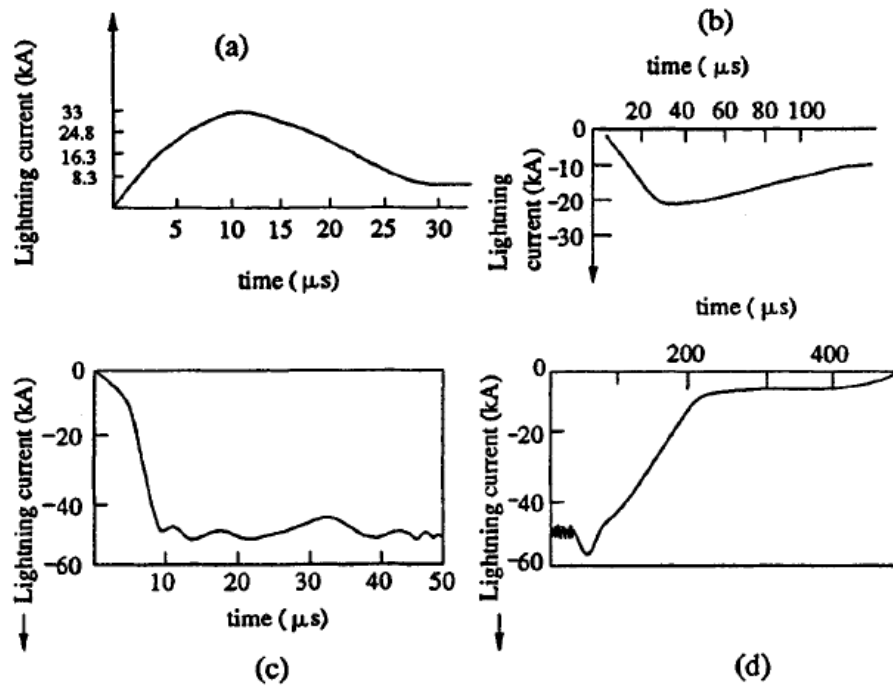 (a)
Lightning current (kA)
33
24.8
16.3
8.3
5 10 15 20 25 30
time ( μs)
(b)
time ( μs)
20 40 60 80 100
Lightning
current (kA)
0
-10
-20
-30
Lightning current (kA)
0
-20
-40
-60
10 20 30 40 50
time ( μs)
(c)
time ( μs)
200 400
Lightning current (kA)
0
-20
-40
-60
(d)